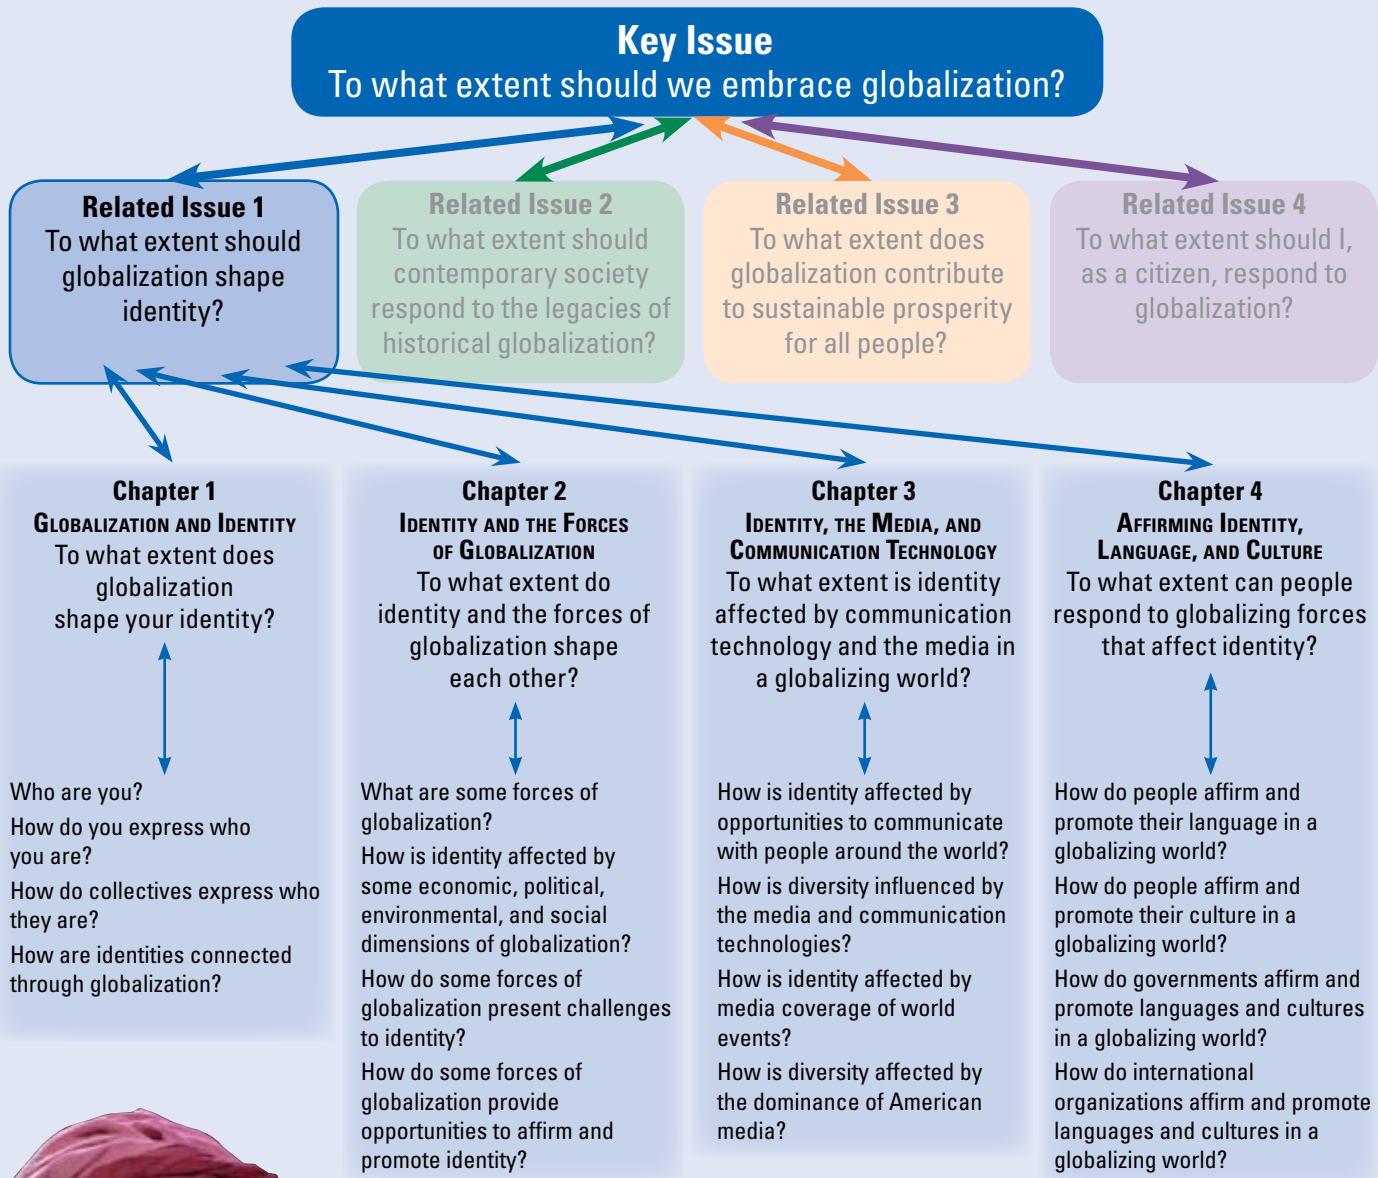 Key Issue
To what extent should we embrace globalization?
Related Issue 1
To what extent should
globalization shape
identity?
Related Issue 2
To what extent should
contemporary society
respond to the legacies of
historical globalization?
Related Issue 3
To what extent does
globalization contribute
to sustainable prosperity
for all people?
Related Issue 4
To what extent should I,
as a citizen, respond to
globalization?
Chapter 1
Globalization and Identity
To what extent does
globalization
shape your identity?
Who are you?
How do you express who
you are?
How do collectives express who
they are?
How are identities connected
through globalization?
Chapter 2
Identity and the Forces
of Globalization
To what extent do
identity and the forces of
globalization shape
each other?
What are some forces of
globalization?
How is identity affected by
some economic, political,
environmental, and social
dimensions of globalization?
How do some forces of
globalization present challenges
to identity?
How do some forces of
globalization provide
opportunities to affirm and
promote identity?
Chapter 3
Identity, the Media, and
Communication Technology
To what extent is identity
affected by communication
technology and the media in
a globalizing world?
How is identity affected by
opportunities to communicate
with people around the world?
How is diversity influenced by
the media and communication
technologies?
How is identity affected by
media coverage of world
events?
How is diversity affected by
the dominance of American
media?
Chapter 4
Affirming Identity,
Language, and Culture
To what extent can people
respond to globalizing forces
that affect identity?
How do people affirm and
promote their language in a
globalizing world?
How do people affirm and
promote their culture in a
globalizing world?
How do governments affirm and
promote languages and cultures
in a globalizing world?
How do international
organizations affirm and promote
languages and cultures in a
globalizing world?